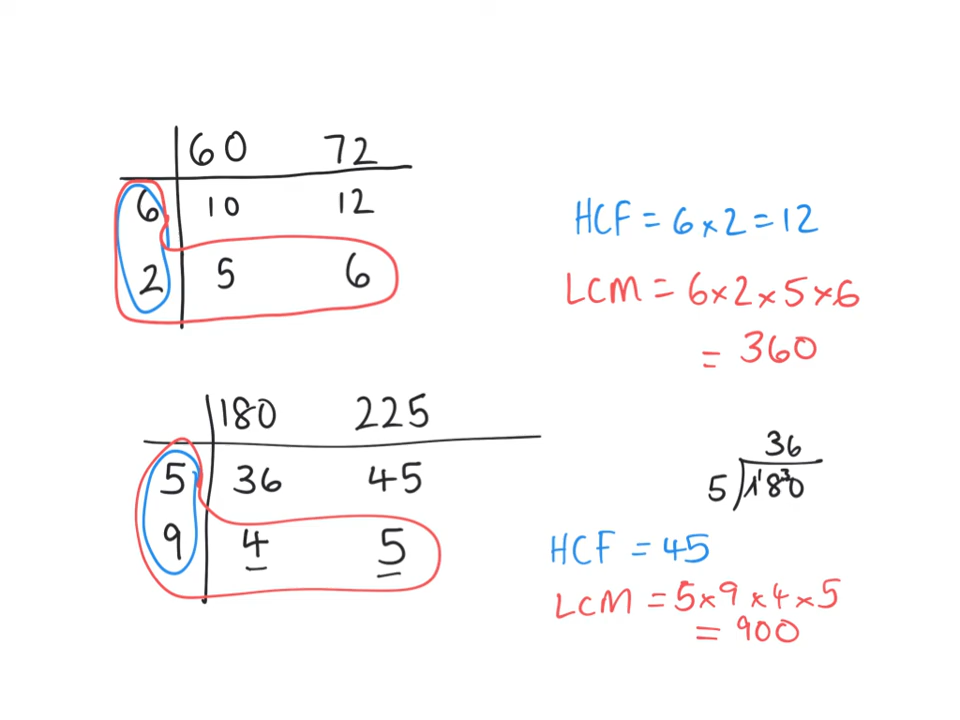 60 72
6 10 12
2 5 6
HCF = 6 × 2 = 12
LCM = 6 × 2 × 5 × 6
= 360
180 225
5 36 45
9 4 5
36
5 1¹8³0
HCF = 45
LCM = 5 × 9 × 4 × 5
= 900